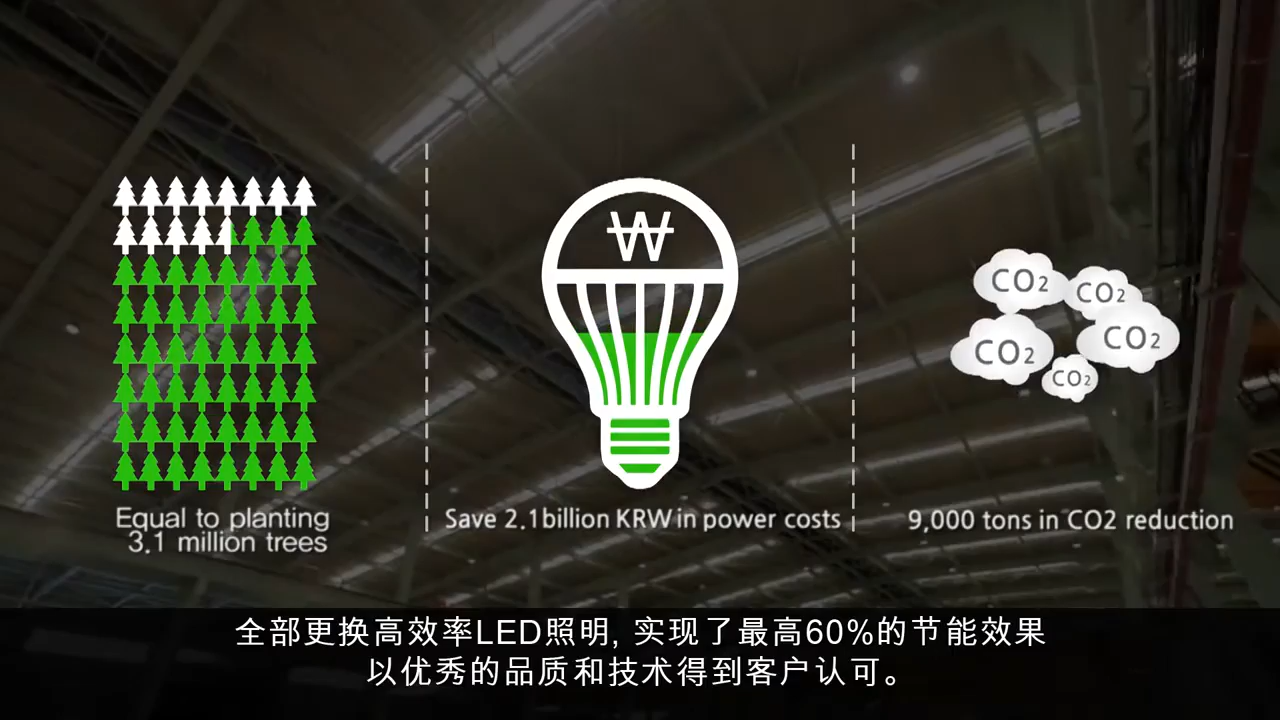 ₩
CO2
CO2
CO2
CO2
CO2
Equal to planting
3.1 million trees
Save 2.1billion KRW in power costs
9,000 tons in CO2 reduction
全部更换高效率LED照明, 实现了最高60%的节能效果
以优秀的品质和技术得到客户认可。